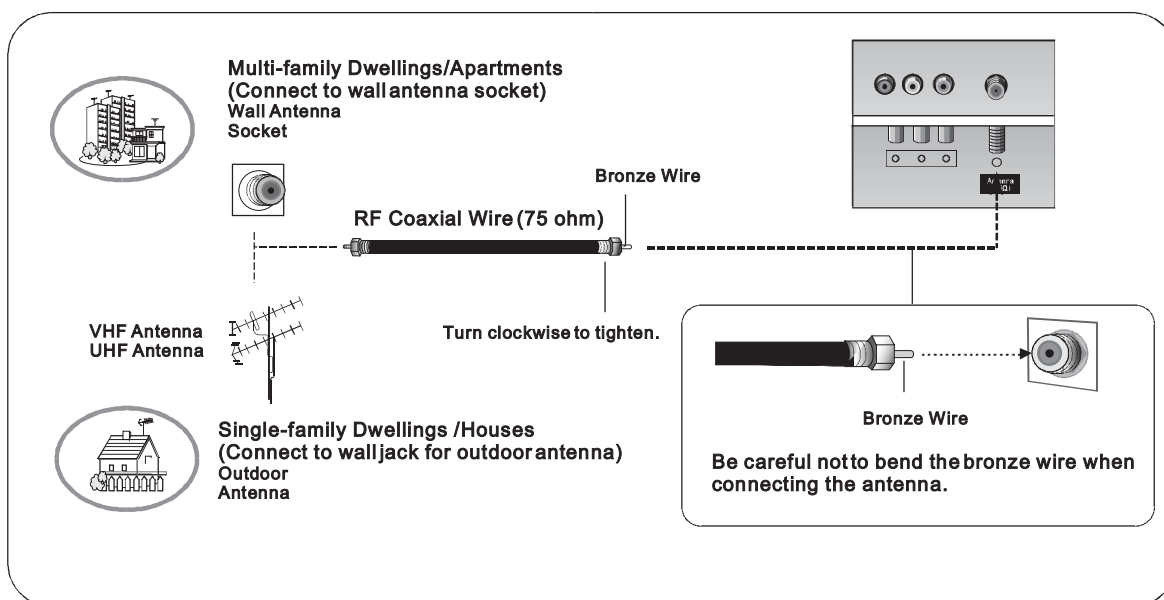 Multi-family Dwellings/Apartments
(Connect to wall antenna socket)
Wall Antenna
Socket
Bronze Wire
RF Coaxial Wire (75 ohm)
Turn clockwise to tighten.
VHF Antenna
UHF Antenna
Single-family Dwellings /Houses
(Connect to wall jack for outdoor antenna)
Outdoor
Antenna
Bronze Wire
Be careful not to bend the bronze wire when
connecting the antenna.